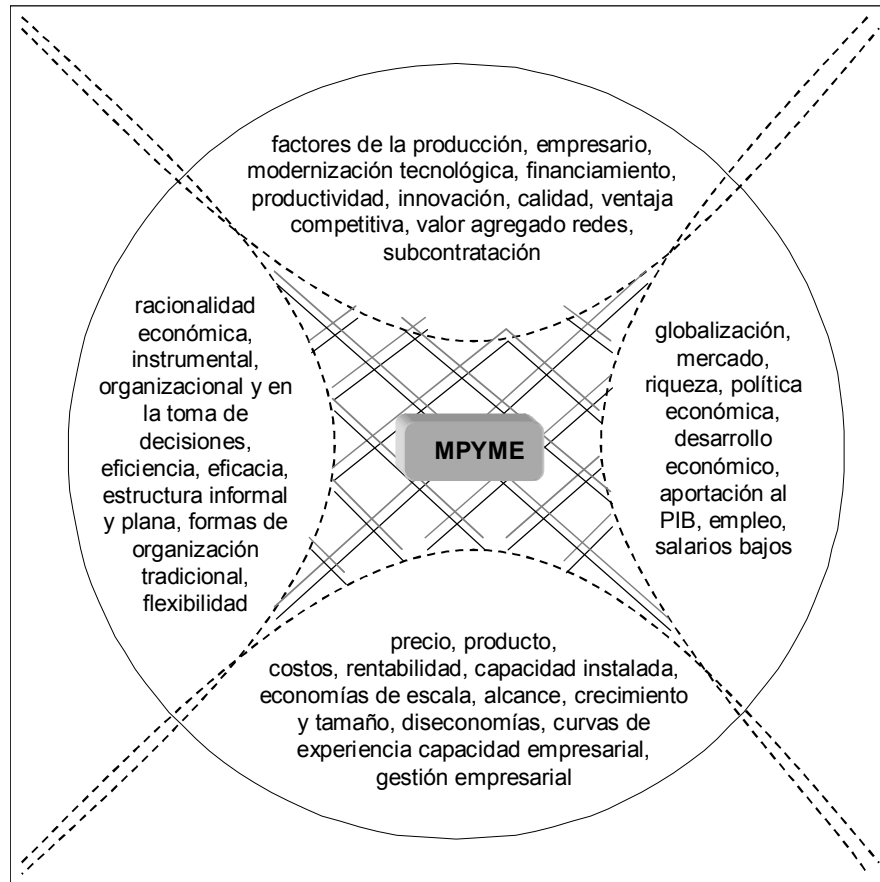 factores de la producción, empresario,
modernización tecnológica, financiamiento,
productividad, innovación, calidad, ventaja
competitiva, valor agregado redes,
subcontratación
racionalidad
económica,
instrumental,
organizacional y en
la toma de
decisiones,
eficiencia, eficacia,
estructura informal
y plana, formas de
organización
tradicional,
flexibilidad
MPYME
globalización,
mercado,
riqueza, política
económica,
desarrollo
económico,
aportación al
PIB, empleo,
salarios bajos
precio, producto,
costos, rentabilidad, capacidad instalada,
economías de escala, alcance, crecimiento
y tamaño, diseconomías, curvas de
experiencia capacidad empresarial,
gestión empresarial